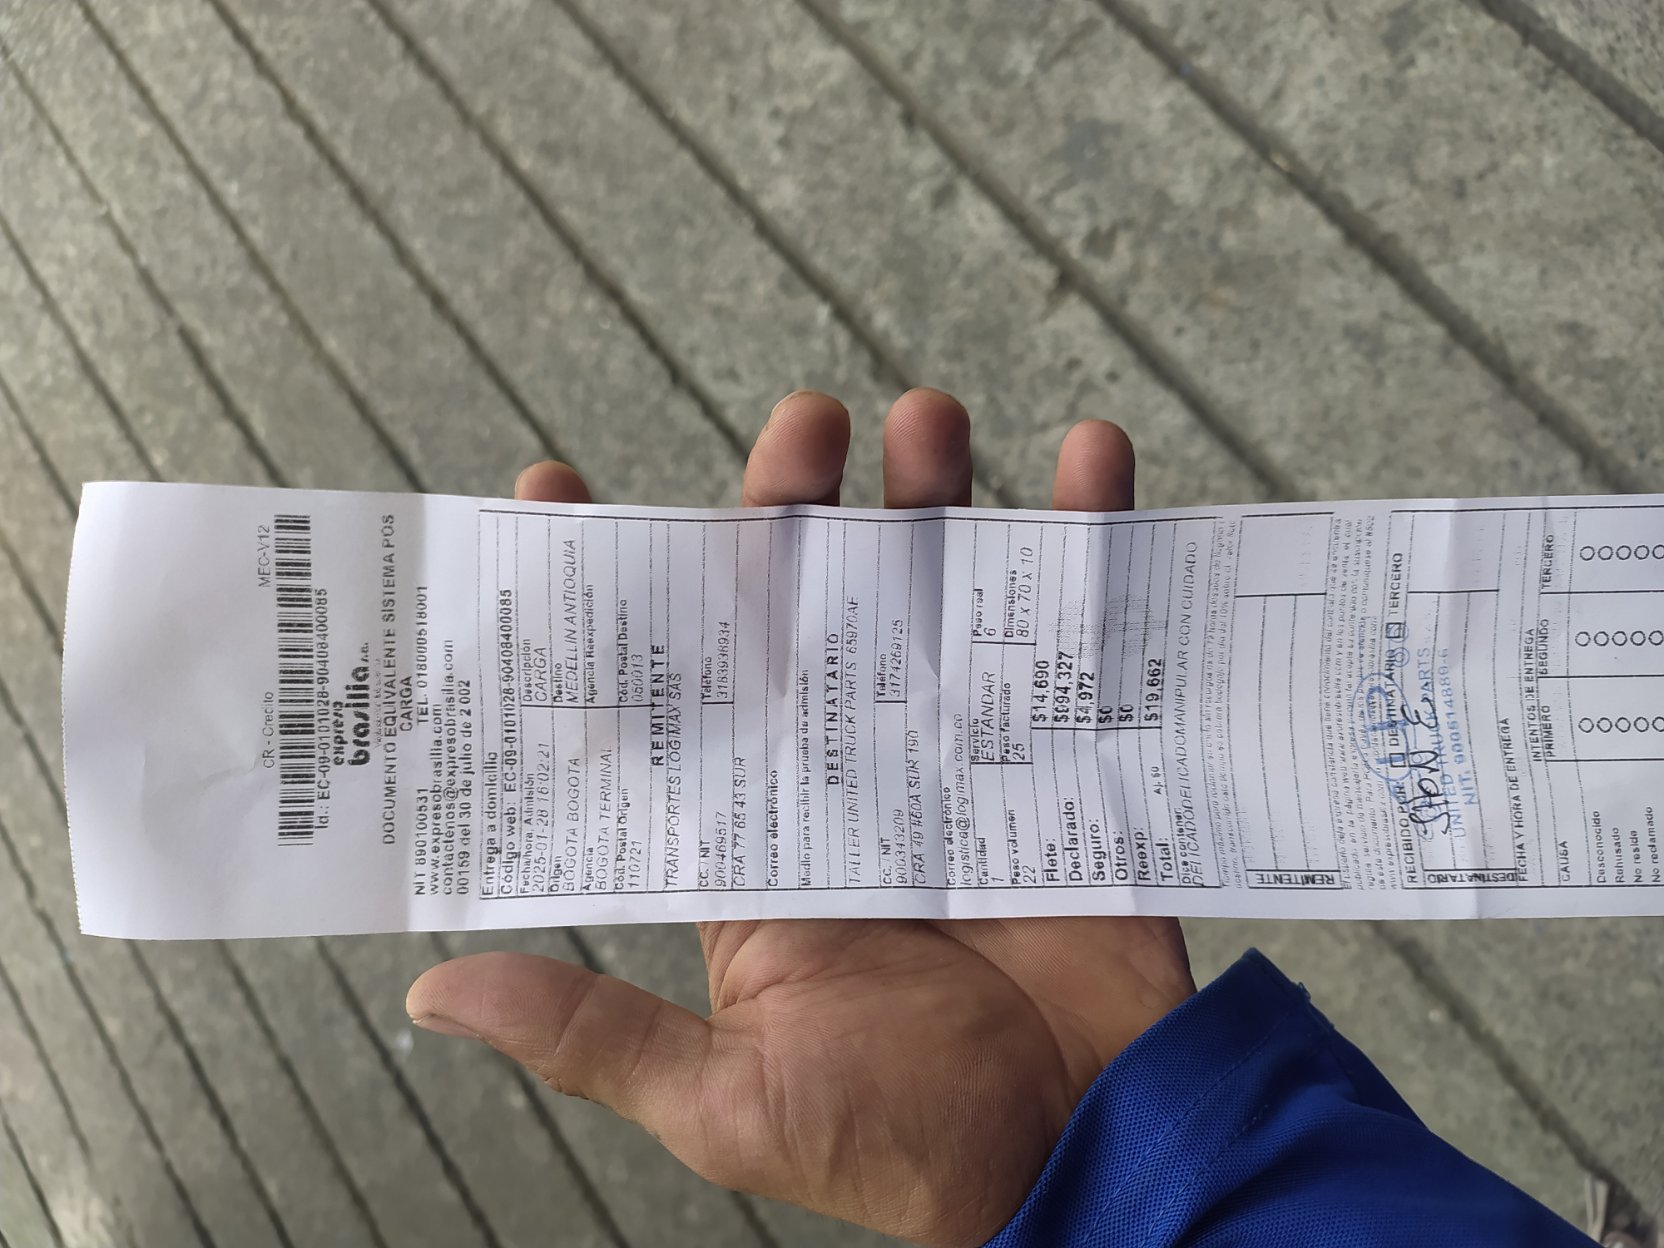 CR - Credito MEC-V12
Id.: EC-09-0101028-90408400085
expreso
brasilia s.a.
DOCUMENTO EQUIVALENTE SISTEMA POS
CARGA
NIT 890100531 TEL. 018000518001
www.expresobrasilia.com
contáctenos@expresobrasilia.com
00159 del 30 de julio de 2002
Entrega a domicilio
Código web: EC-09-0101028-90408400085
Fecha/hora, Admisión Descripción
2025-01-28 16:02:21 CARGA
Origen Destino
BOGOTA BOGOTA MEDELLIN ANTIOQUIA
Agencia Agencia Reexpedición
BOGOTA TERMINAL
Cód. Postal Origen Cód. Postal Destino
110721 050013
REMITENTE
TRANSPORTES LOGIMAX SAS
CC. / NIT Teléfono
900469517 3183938934
CRA 77 65 43 SUR
Correo electrónico
Medio para recibir la prueba de admisión
DESTINATARIO
TALLER UNITED TRUCK PARTS 65970AE
CC. / NIT Teléfono
900343209 3174269125
CRA 49 #60A SUR 190
Correo electrónico
logistica@logimax.com.co
Cantidad Servicio Peso real
1 ESTANDAR 6
Peso volumen Peso facturado Dimensiones
22 25 80 X 70 X 10
Flete: $14,690
Declarado: $694,327
Seguro: $4,972
Otros: $0
Reexp: $0
Total: $19,662
Dice contener
DELICADODELICADOMANIPULAR CON CUIDADO
REMITENTE
RECIBIDO POR DESTINATARIO TERCERO
UNITED TRUCK PARTS
NIT. 900514889-6
DESTINATARIO
FECHA Y HORA DE ENTREGA
INTENTOS DE ENTREGA
CAUSA PRIMERO SEGUNDO TERCERO
Desconocido
Rehusado
No reside
No reclamado